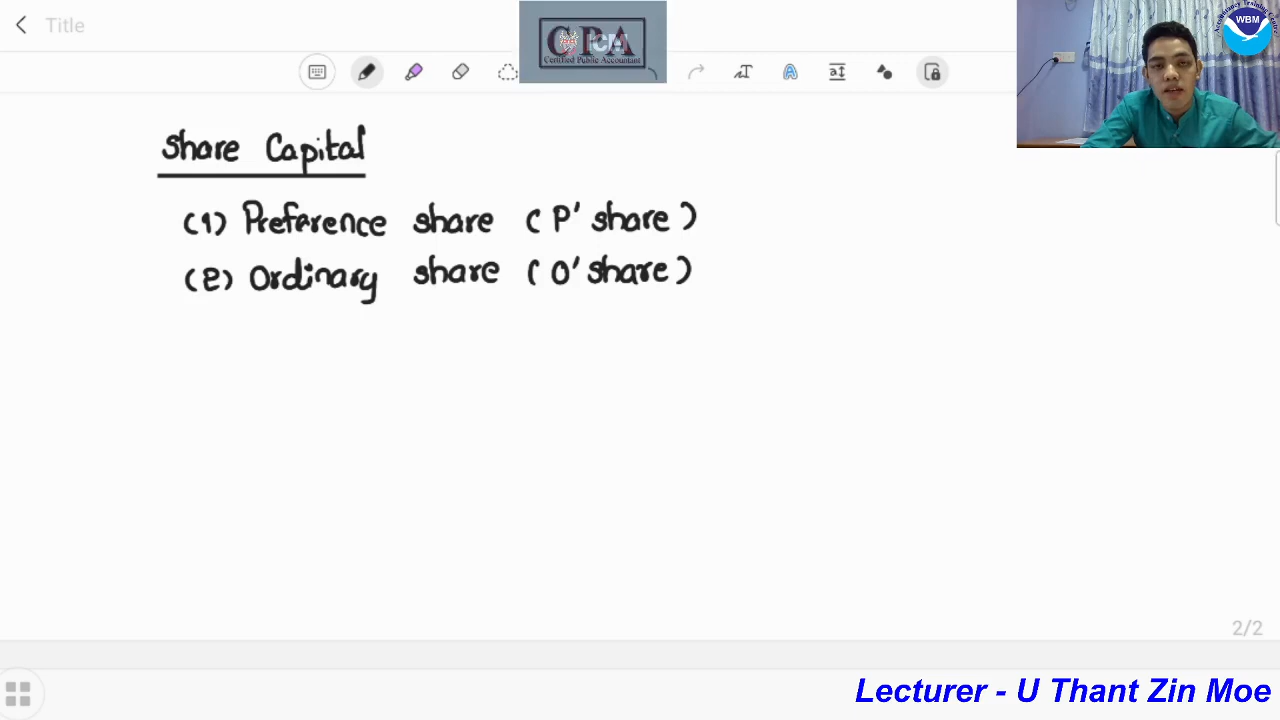 Title
CPA
ICM
Certified Public Accountant
WBM
Share Capital
(1) Preference share (P' share)
(2) Ordinary share (O' share)
2/2
Lecturer - U Thant Zin Moe